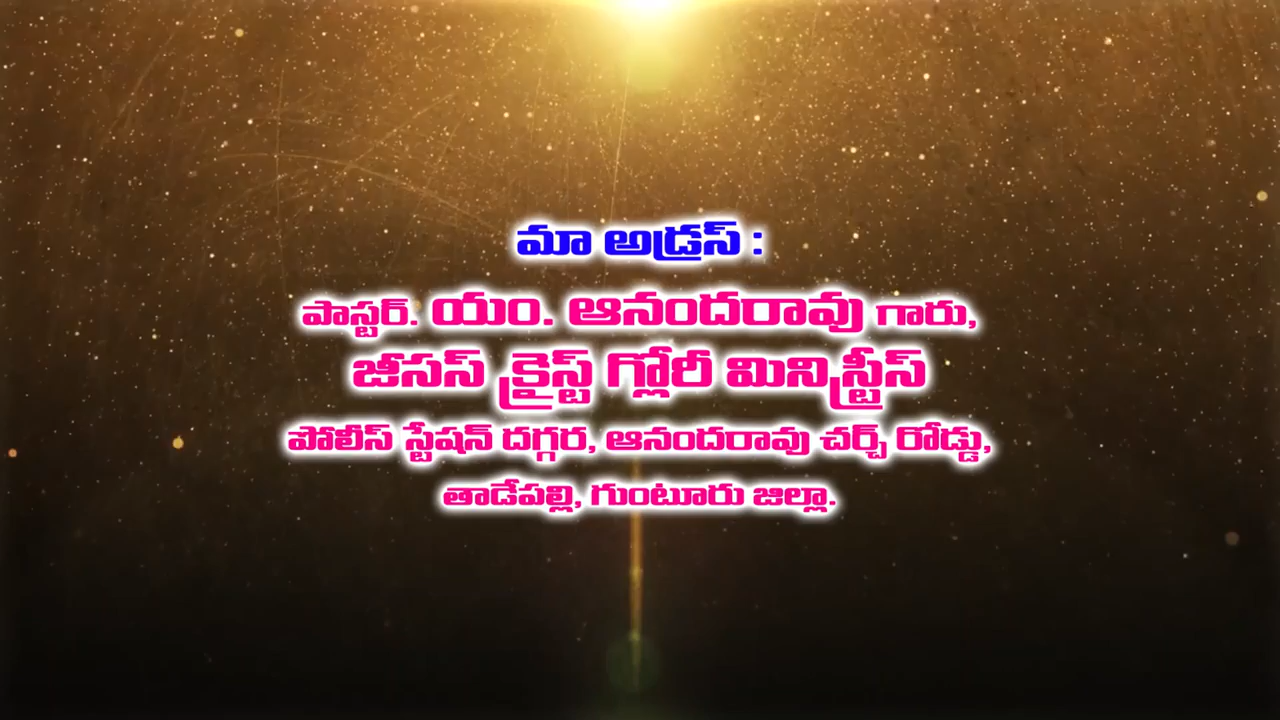 మా అడ్రస్ :
పాస్టర్. యం. ఆనందరావు గారు,
జీసస్ క్రైస్ట్ గ్లోరీ మినిస్ట్రీస్
పోలీస్ స్టేషన్ దగ్గర, ఆనందరావు చర్చ్ రోడ్డు,
తాడేపల్లి, గుంటూరు జిల్లా.